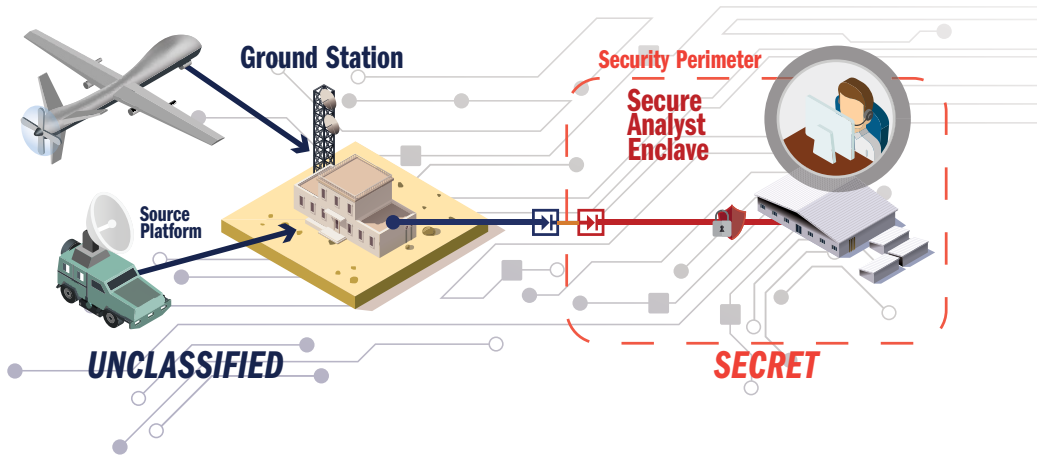 Ground Station
Security Perimeter
Secure
Analyst
Enclave
Source
Platform
UNCLASSIFIED
SECRET